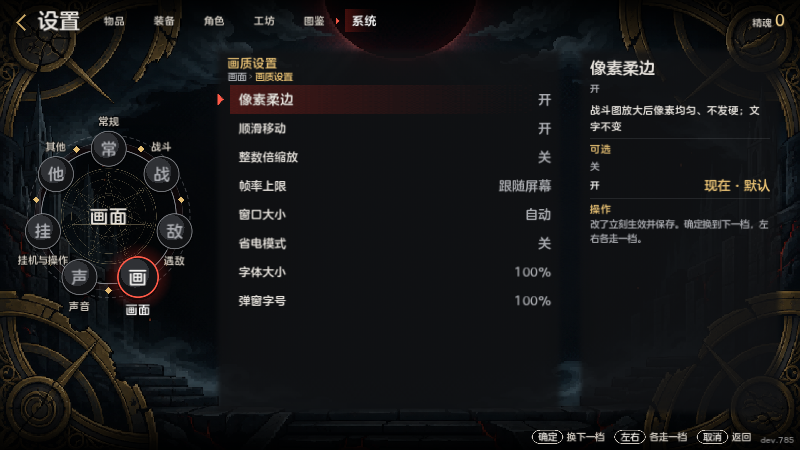 设置 物品 装备 角色 工坊 图鉴 系统 精魂 0
常规
其他 战斗
常
他 战
画面
挂 敌
挂机与操作 遇敌
声 画
声音
画面
画质设置
画面 › 画质设置
像素柔边 开
顺滑移动 开
整数倍缩放 关
帧率上限 跟随屏幕
窗口大小 自动
省电模式 关
字体大小 100%
弹窗字号 100%
像素柔边
开
战斗图放大后像素均匀、不发硬；文
字不变
可选
关
开 现在 · 默认
操作
改了立刻生效并保存。确定换到下一档，左
右各走一档。
确定 换下一档 左右 各走一档 取消 返回 dev.785